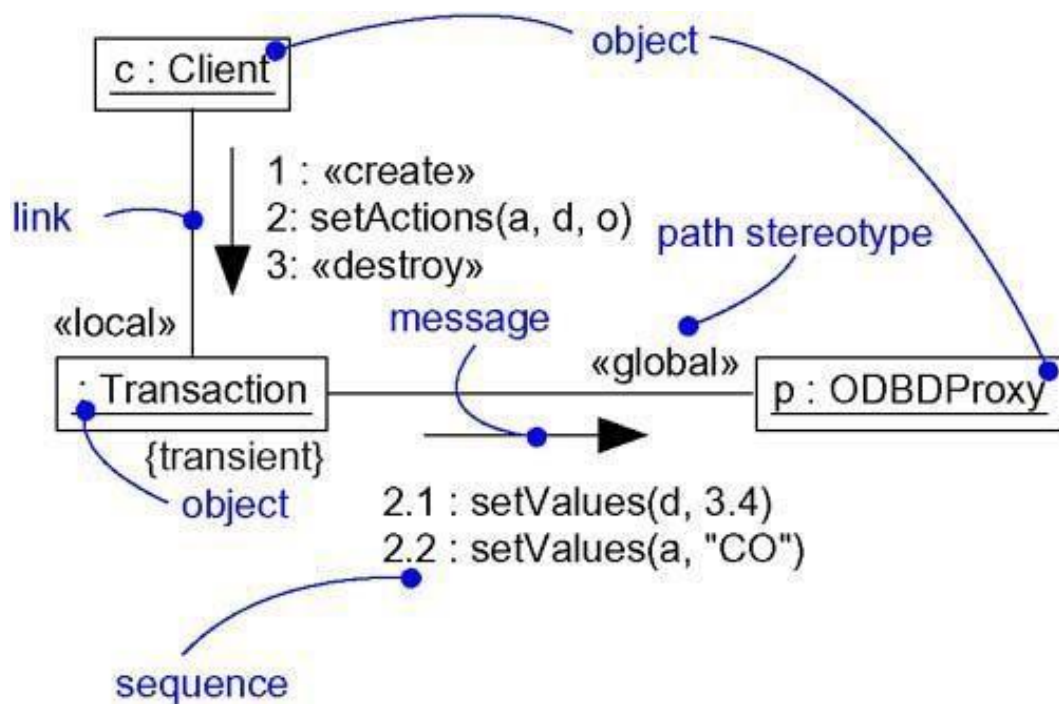 object
c : Client
1 : «create»
2: setActions(a, d, o)
3: «destroy»
link
path stereotype
«local»
message
«global»
: Transaction
p : ODBDProxy
{transient}
object
2.1 : setValues(d, 3.4)
2.2 : setValues(a, "CO")
sequence